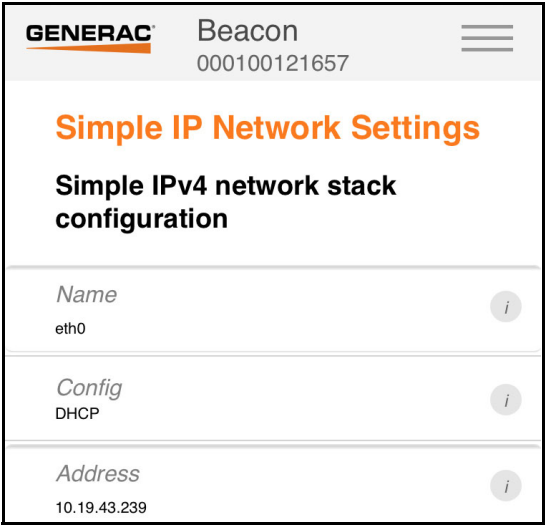 GENERAC
Beacon
000100121657
Simple IP Network Settings
Simple IPv4 network stack
configuration
Name
eth0
i
Config
DHCP
i
Address
10.19.43.239
i